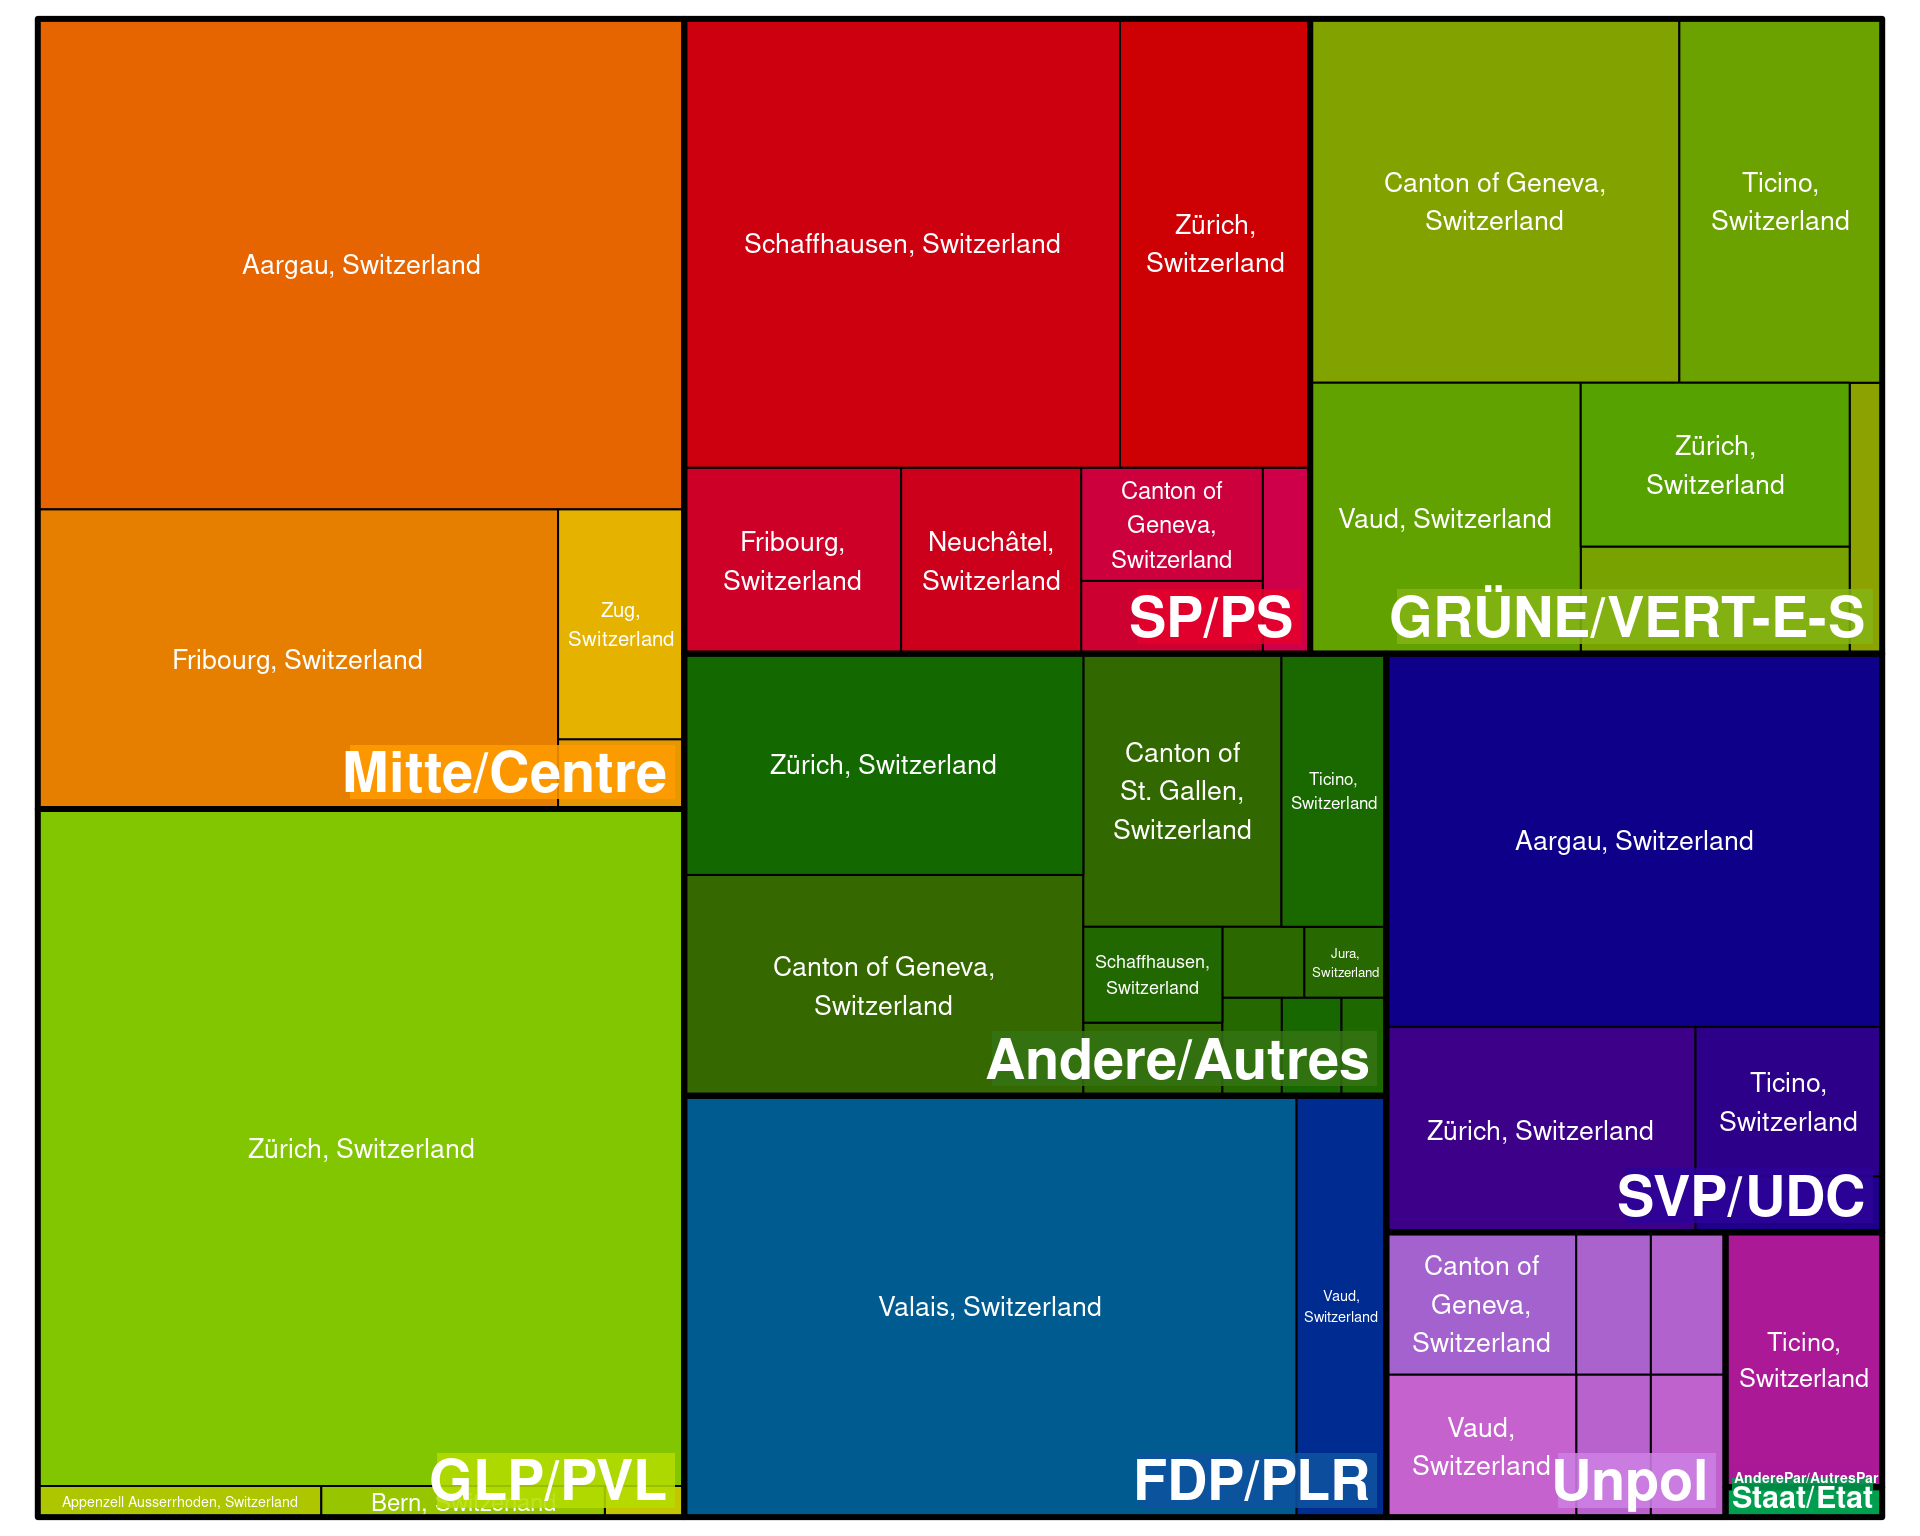 Aargau, Switzerland
Fribourg, Switzerland
Zug,
Switzerland
Mitte/Centre
Zürich, Switzerland
Appenzell Ausserrhoden, Switzerland
Bern, Switzerland
GLP/PVL
Schaffhausen, Switzerland
Zürich,
Switzerland
Fribourg,
Switzerland
Neuchâtel,
Switzerland
Canton of
Geneva,
Switzerland
SP/PS
Canton of Geneva,
Switzerland
Ticino,
Switzerland
Vaud, Switzerland
Zürich,
Switzerland
GRÜNE/VERT-E-S
Zürich, Switzerland
Canton of Geneva,
Switzerland
Canton of
St. Gallen,
Switzerland
Ticino,
Switzerland
Schaffhausen,
Switzerland
Jura,
Switzerland
Andere/Autres
Valais, Switzerland
Vaud,
Switzerland
FDP/PLR
Aargau, Switzerland
Zürich, Switzerland
Ticino,
Switzerland
SVP/UDC
Canton of
Geneva,
Switzerland
Vaud,
Switzerland
Unpol
Ticino,
Switzerland
AnderePar/AutresPar
Staat/Etat